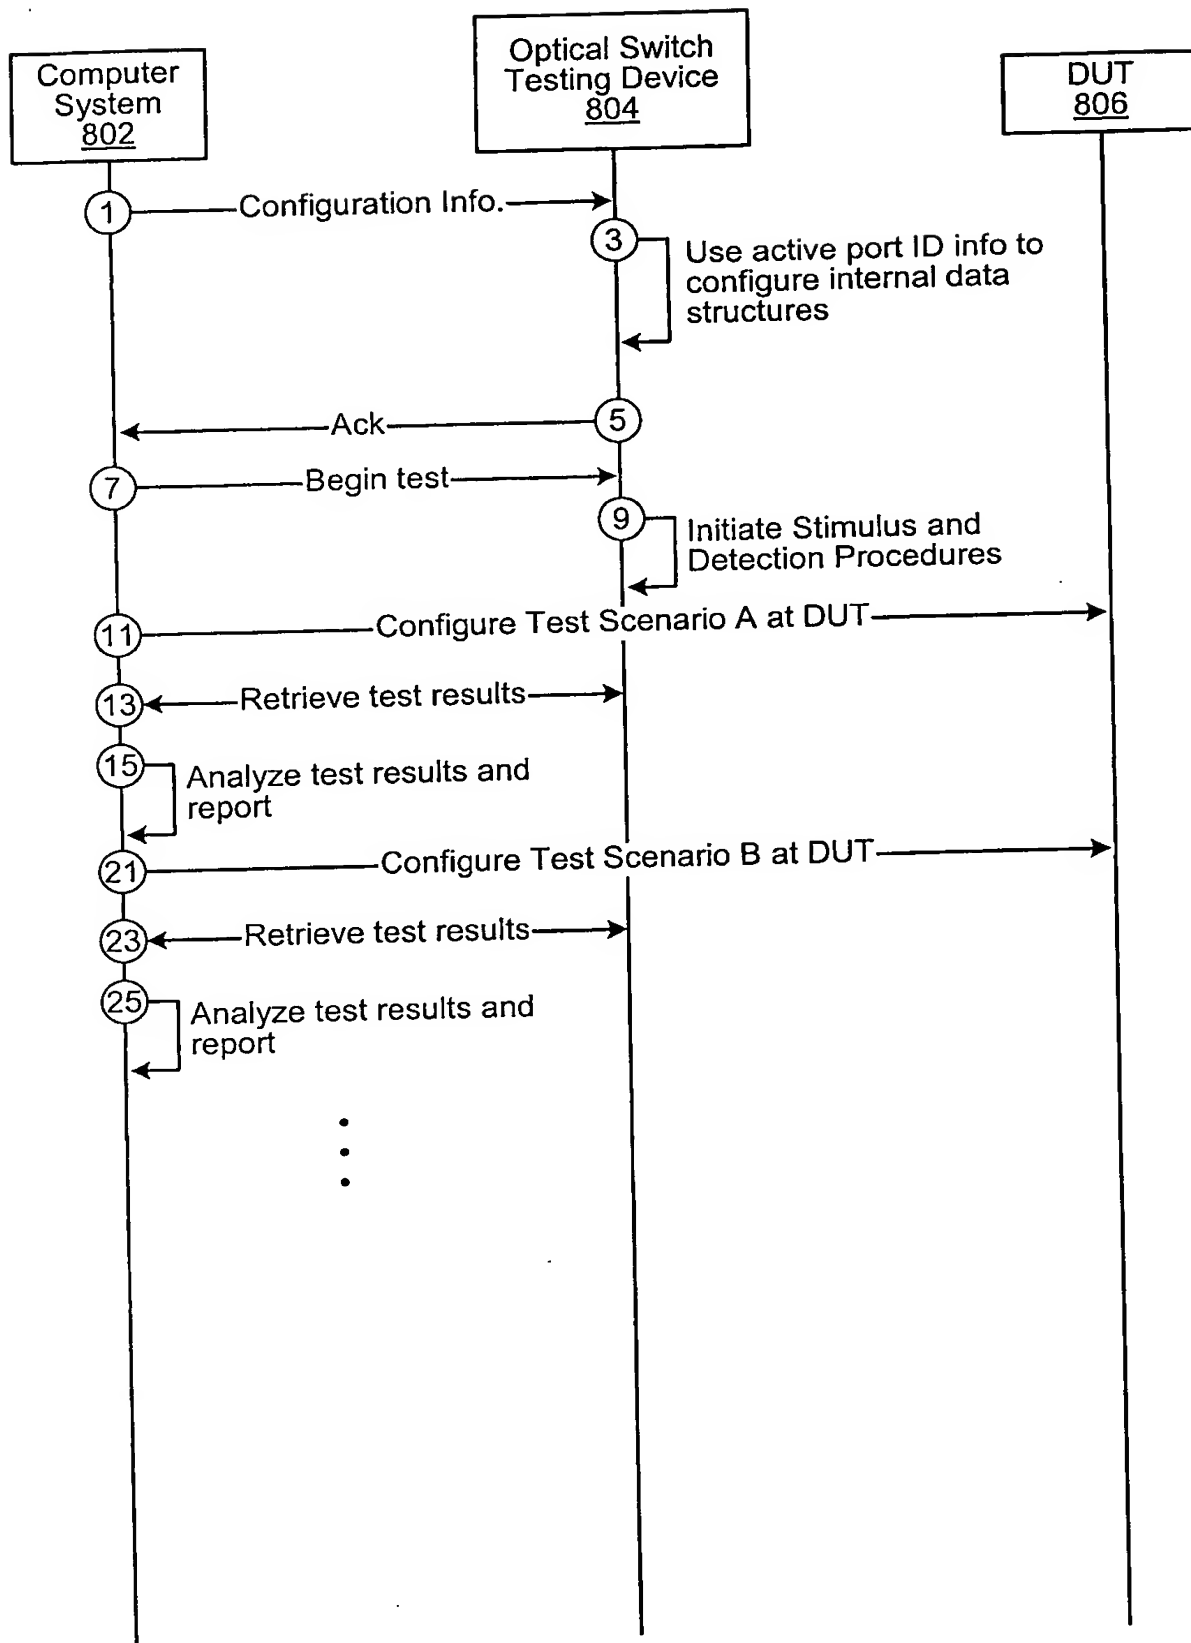 Computer
System
802
Optical Switch
Testing Device
804
DUT
806
1
Configuration Info.
3
Use active port ID info to
configure internal data
structures
Ack
5
7
Begin test
9
Initiate Stimulus and
Detection Procedures
11
Configure Test Scenario A at DUT
13
Retrieve test results
15
Analyze test results and
report
21
Configure Test Scenario B at DUT
23
Retrieve test results
25
Analyze test results and
report